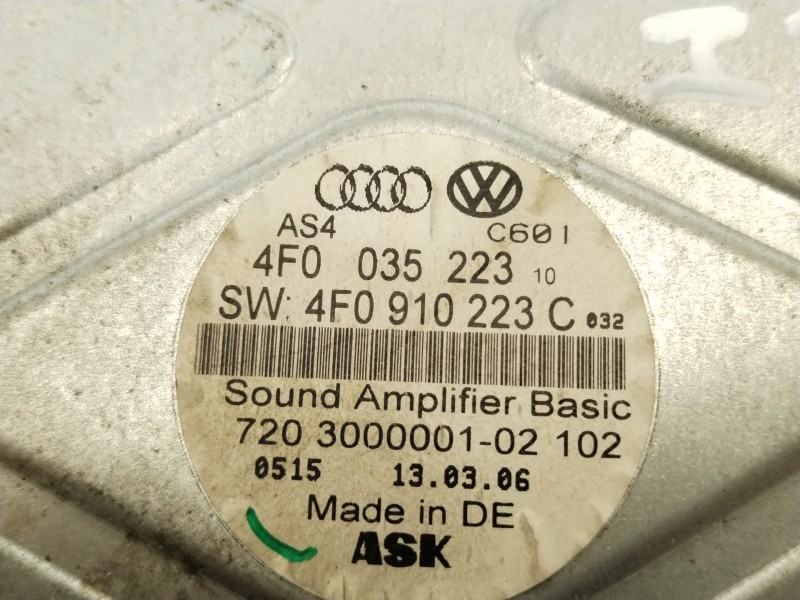 AS4 C601
4F0 035 223 10
SW: 4F0 910 223 C 032
Sound Amplifier Basic
720 3000001-02 102
0515 13.03.06
Made in DE
ASK